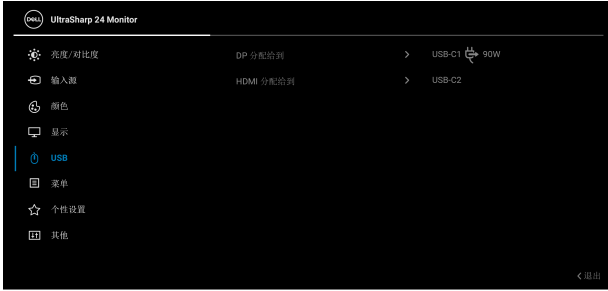 DELL UltraSharp 24 Monitor
亮度/对比度
DP 分配给到 > USB-C1 90W
输入源
HDMI 分配给到 > USB-C2
颜色
显示
USB
菜单
个性设置
其他
<退出